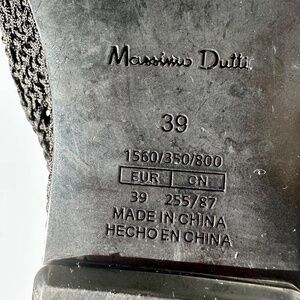 Massimo Dutti
39
1560/350/800
EUR CN
39 255/87
MADE IN CHINA
HECHO EN CHINA